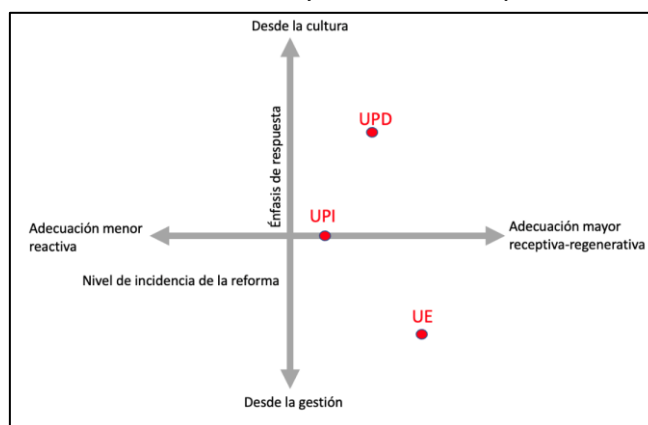 Desde la cultura
Énfasis de respuesta
UPD
UPI
Adecuación menor
reactiva
Adecuación mayor
receptiva-regenerativa
Nivel de incidencia de la reforma
UE
Desde la gestión